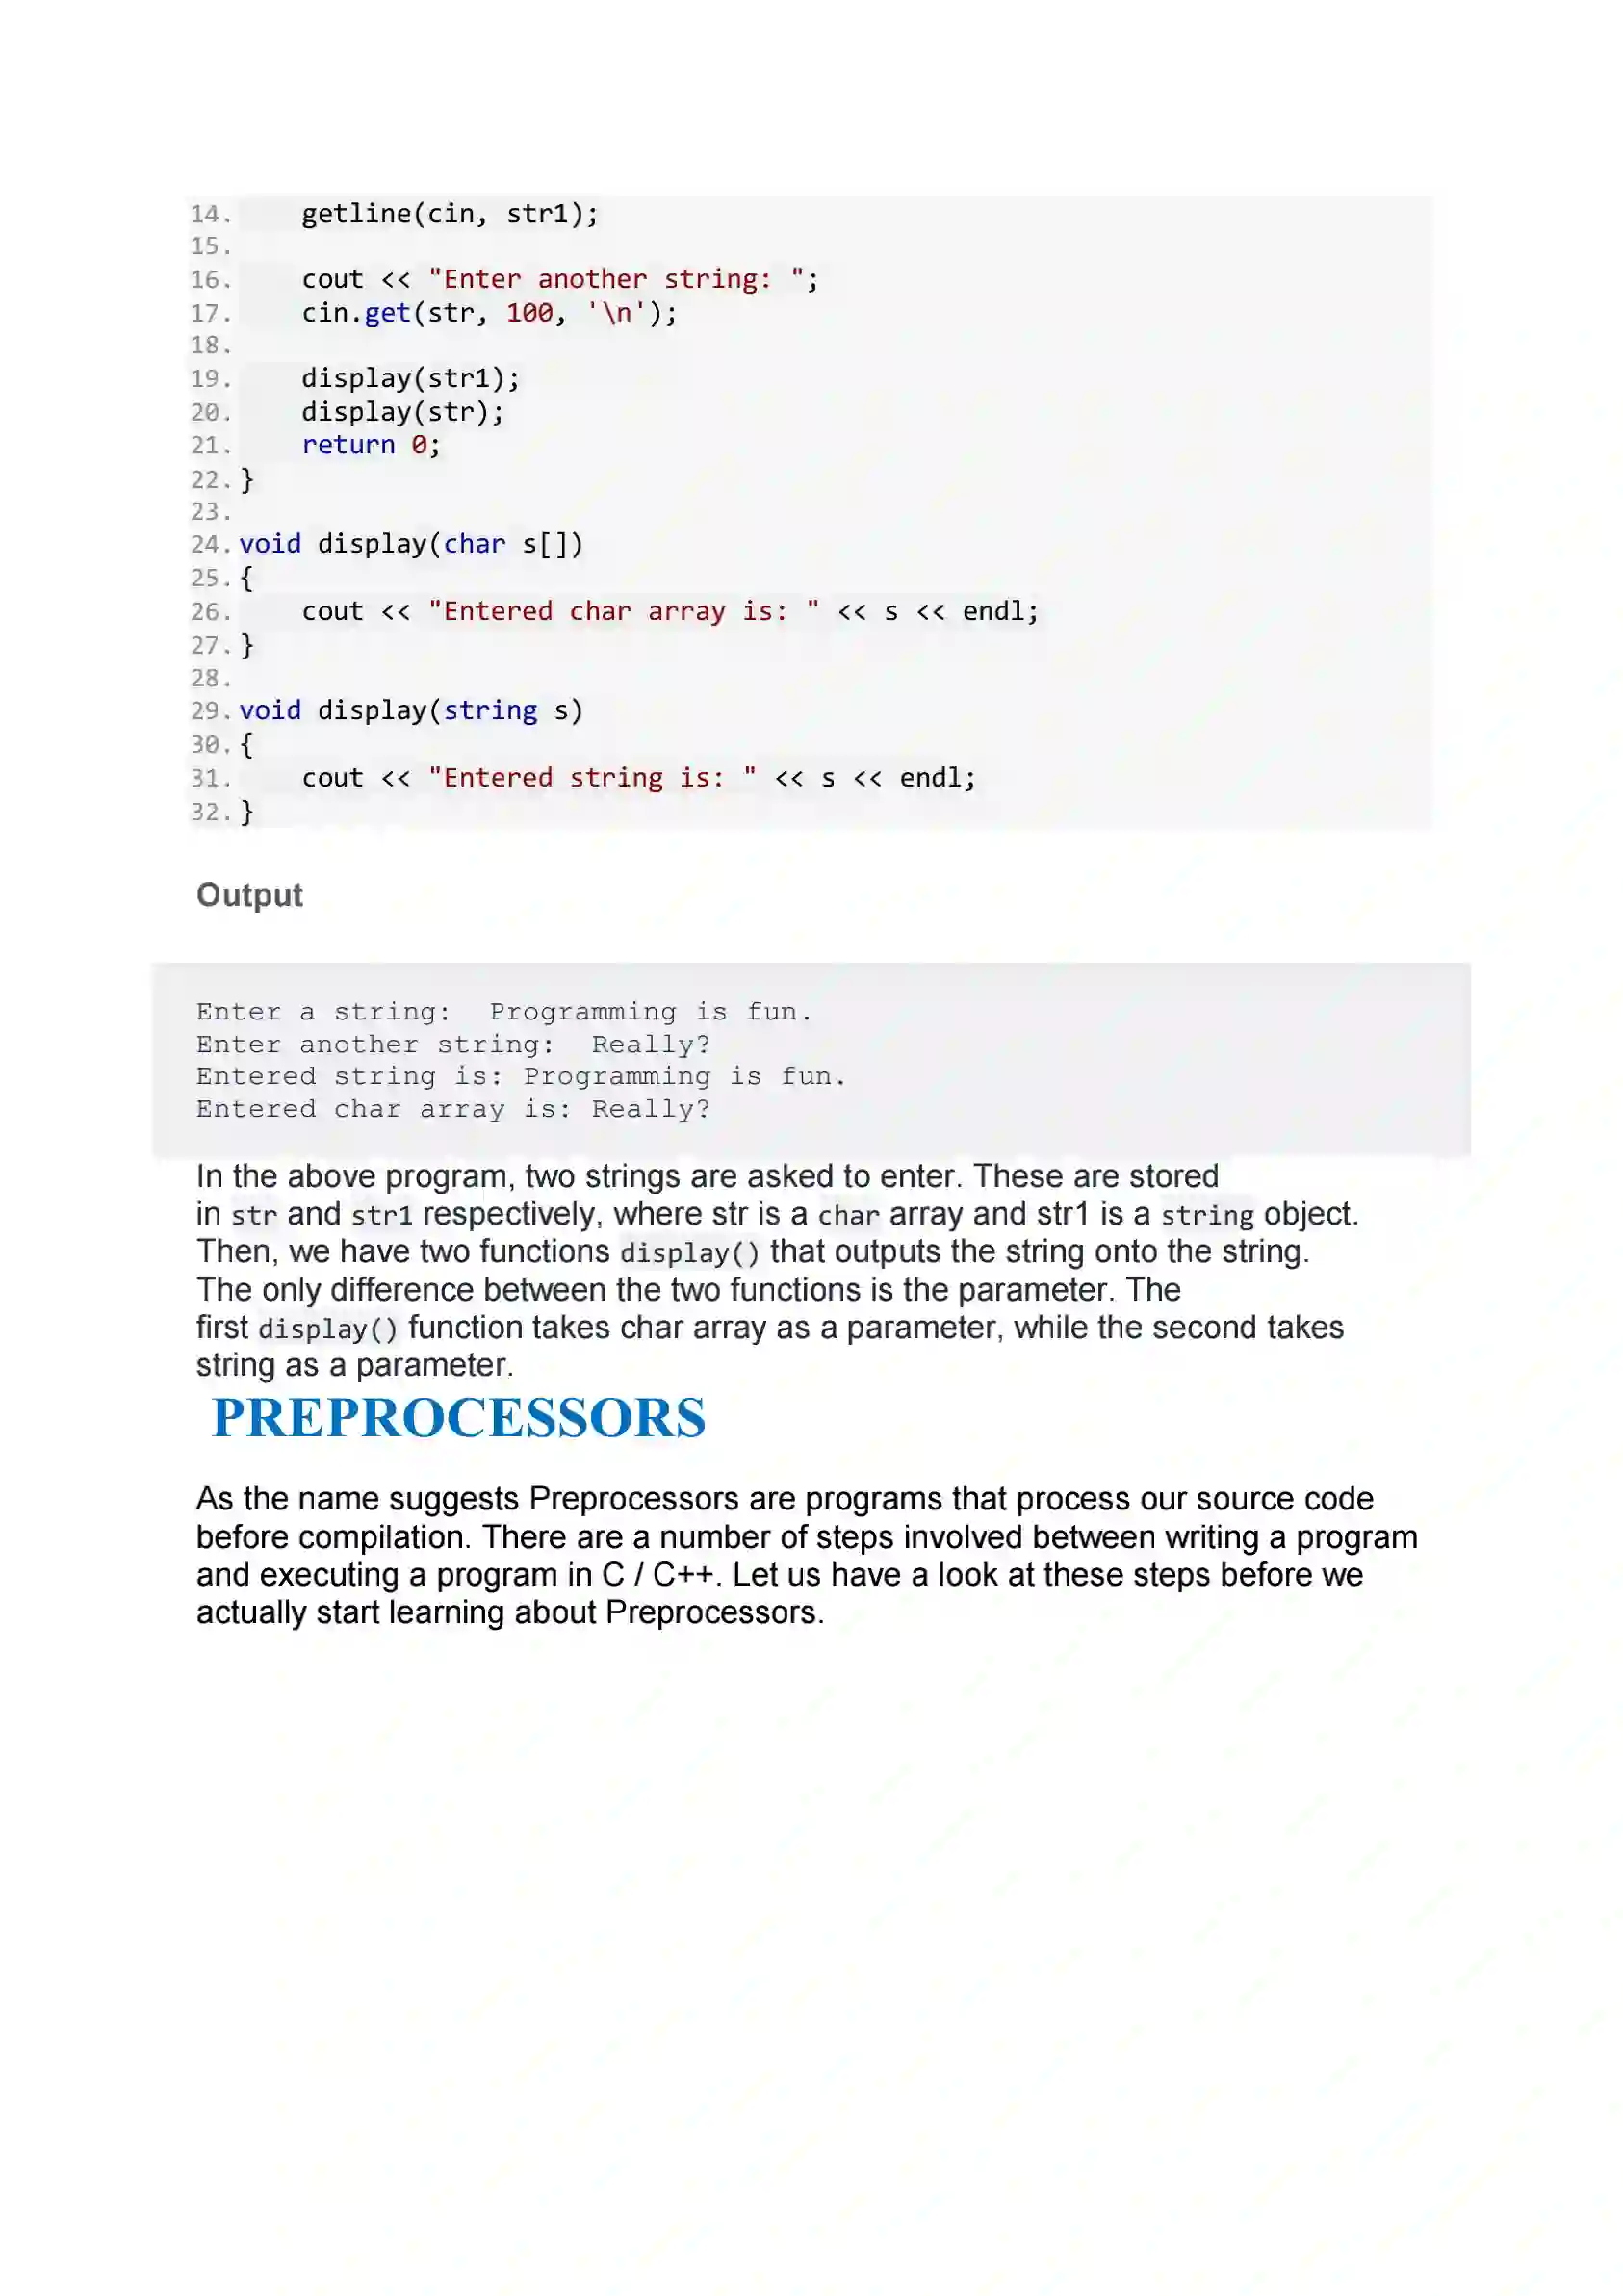 14.    getline(cin, str1);
15.
16.    cout << "Enter another string: ";
17.    cin.get(str, 100, '\n');
18.
19.    display(str1);
20.    display(str);
21.    return 0;
22. }
23.
24. void display(char s[])
25. {
26.    cout << "Entered char array is: " << s << endl;
27. }
28.
29. void display(string s)
30. {
31.    cout << "Entered string is: " << s << endl;
32. }
Output
Enter a string:  Programming is fun.
Enter another string:  Really?
Entered string is: Programming is fun.
Entered char array is: Really?
In the above program, two strings are asked to enter. These are stored
in str and str1 respectively, where str is a char array and str1 is a string object.
Then, we have two functions display() that outputs the string onto the string.
The only difference between the two functions is the parameter. The
first display() function takes char array as a parameter, while the second takes
string as a parameter.
PREPROCESSORS
As the name suggests Preprocessors are programs that process our source code
before compilation. There are a number of steps involved between writing a program
and executing a program in C / C++. Let us have a look at these steps before we
actually start learning about Preprocessors.